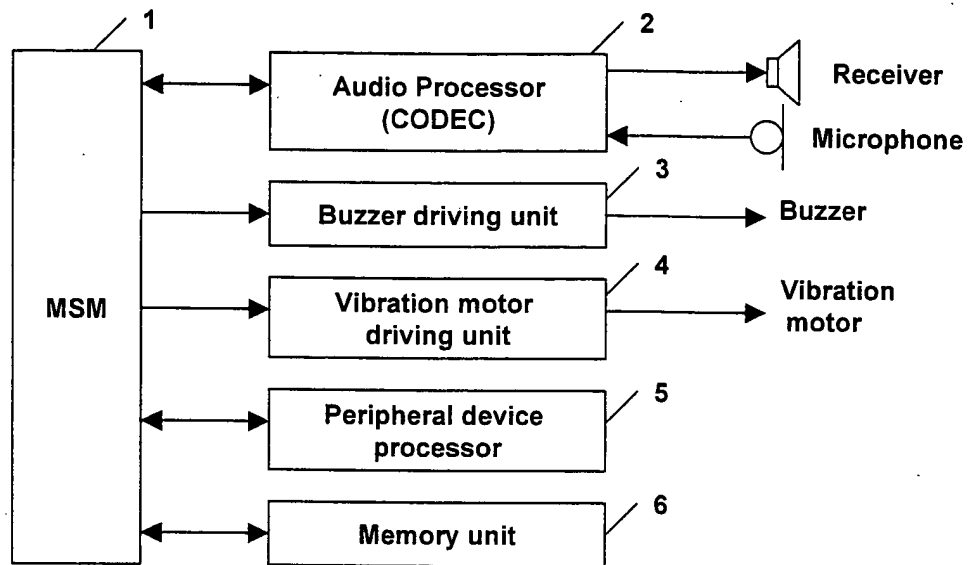 1
2
Audio Processor
(CODEC)
Receiver
Microphone
3
Buzzer driving unit
Buzzer
4
MSM
Vibration motor
driving unit
Vibration
motor
5
Peripheral device
processor
6
Memory unit